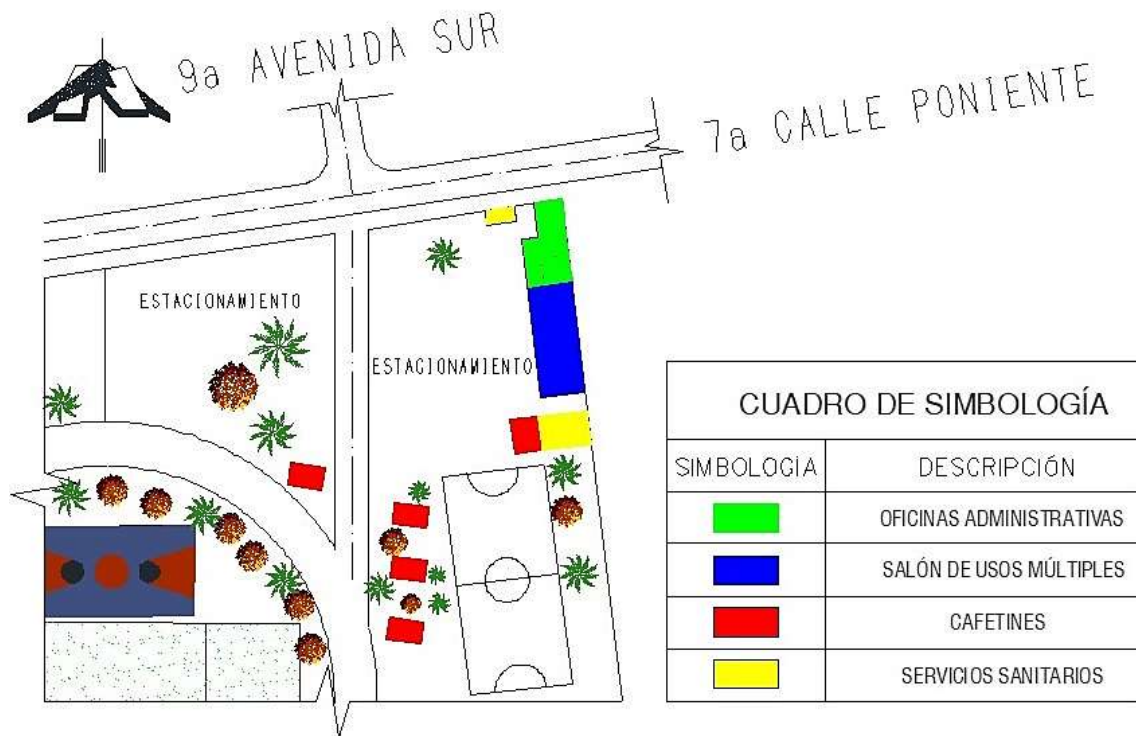 9a AVENIDA SUR
7a CALLE PONIENTE
ESTACIONAMIENTO
ESTACIONAMIENTO
CUADRO DE SIMBOLOGÍA
SIMBOLOGIA DESCRIPCIÓN
OFICINAS ADMINISTRATIVAS
SALÓN DE USOS MÚLTIPLES
CAFETINES
SERVICIOS SANITARIOS